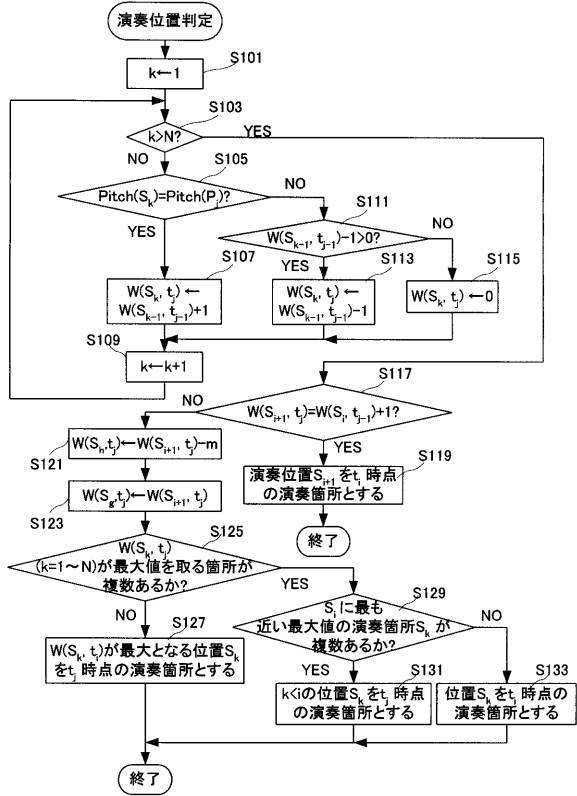 演奏位置判定
S101
k←1
S103
k>N?
YES
NO
S105
Pitch(Sk)=Pitch(Pj)?
NO
S111
YES
W(Sk-1, tj-1)-1>0?
NO
S107
YES
S113
S115
W(Sk, tj) ←
W(Sk-1, tj-1)+1
W(Sk, tj) ←
W(Sk-1, tj-1)-1
W(Sk, tj) ←0
S109
k←k+1
S117
NO
W(Si+1, tj)=W(Si, tj-1)+1?
YES
S121
W(Sh,tj)←W(Si+1, tj)-m
S119
演奏位置Si+1をtj時点
の演奏箇所とする
S123
W(Sg,tj)←W(Si+1, tj)
終了
S125
W(Sk, tj)
(k=1~N)が最大値を取る箇所が
複数あるか?
YES
NO
S129
Siに最も
近い最大値の演奏箇所Skが
複数あるか?
NO
YES
S127
W(Sk, t)が最大となる位置Sk
をtj時点の演奏箇所とする
S131
k<iの位置Skをtj時点
の演奏箇所とする
S133
位置Skをtj時点の
演奏箇所とする
終了